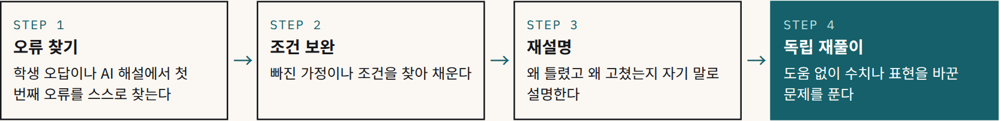 STEP 1
오류 찾기
학생 오답이나 AI 해설에서 첫
번째 오류를 스스로 찾는다
→
STEP 2
조건 보완
빠진 가정이나 조건을 찾아 채운다
→
STEP 3
재설명
왜 틀렸고 왜 고쳤는지 자기 말로
설명한다
→
STEP 4
독립 재풀이
도움 없이 수치나 표현을 바꾼
문제를 푼다